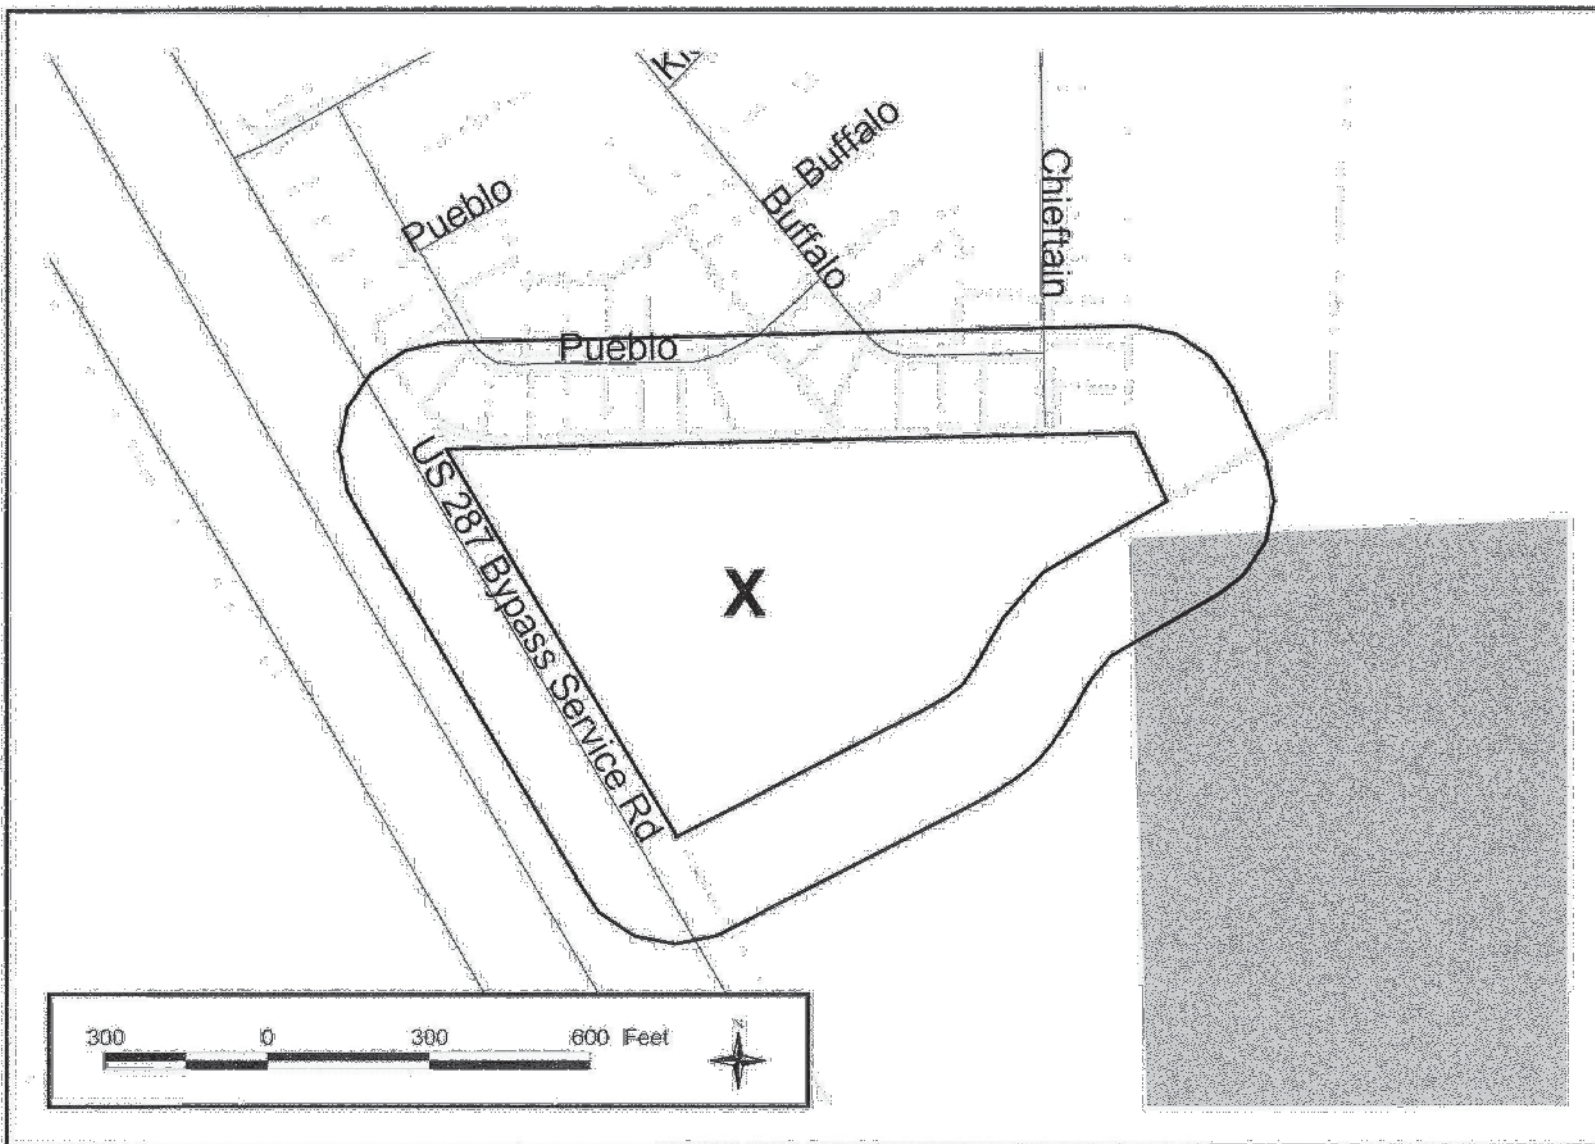 Buffalo
Pueblo
Buffalo
Chieftain
Pueblo
US 287 Bypass Service Rd
X
300 0 300 600 Feet
N